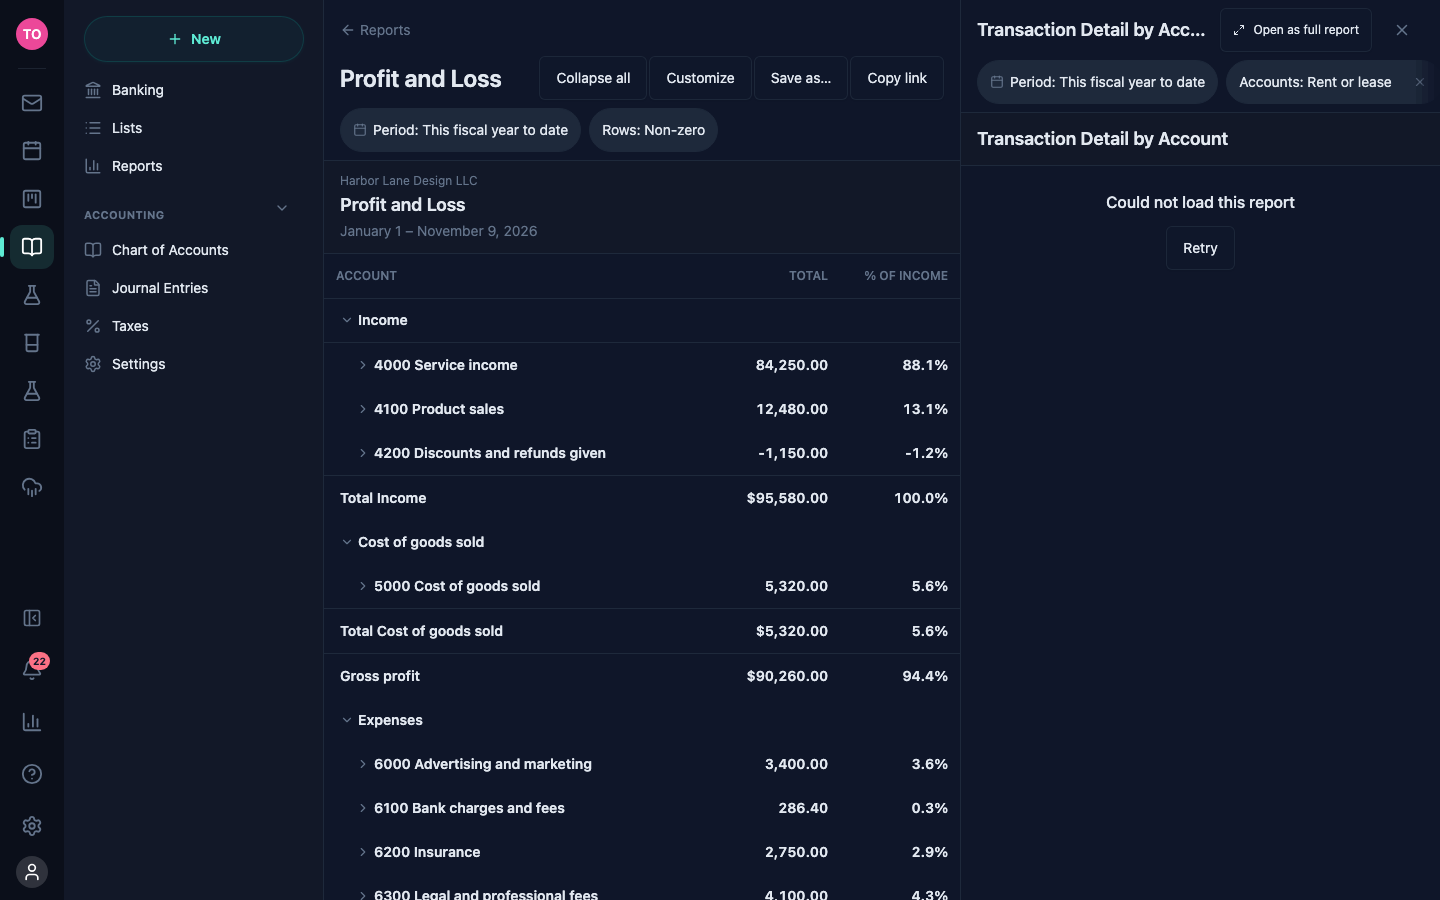 TO
New
Banking
Lists
Reports
ACCOUNTING
Chart of Accounts
Journal Entries
Taxes
Settings
22
Reports
Profit and Loss
Collapse all
Customize
Save as...
Copy link
Period: This fiscal year to date
Rows: Non-zero
Harbor Lane Design LLC
Profit and Loss
January 1 – November 9, 2026
ACCOUNT TOTAL % OF INCOME
Income
4000 Service income 84,250.00 88.1%
4100 Product sales 12,480.00 13.1%
4200 Discounts and refunds given -1,150.00 -1.2%
Total Income $95,580.00 100.0%
Cost of goods sold
5000 Cost of goods sold 5,320.00 5.6%
Total Cost of goods sold $5,320.00 5.6%
Gross profit $90,260.00 94.4%
Expenses
6000 Advertising and marketing 3,400.00 3.6%
6100 Bank charges and fees 286.40 0.3%
6200 Insurance 2,750.00 2.9%
6300 Legal and professional fees 4,100.00 4.3%
Transaction Detail by Acc...
Open as full report
Period: This fiscal year to date
Accounts: Rent or lease
Transaction Detail by Account
Could not load this report
Retry